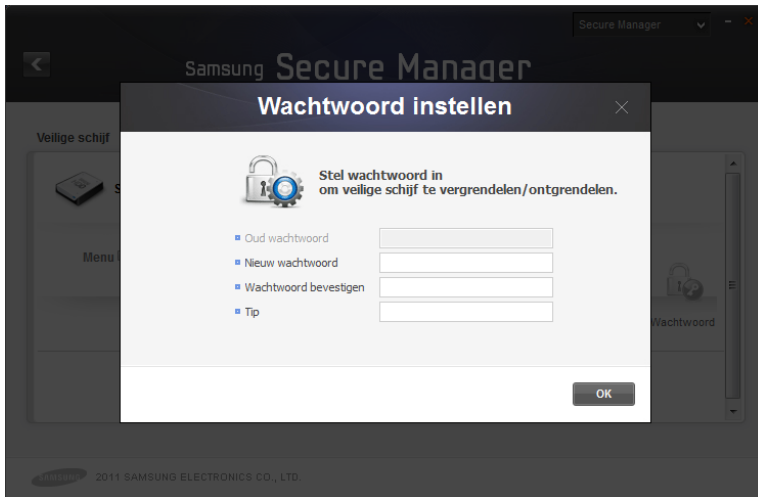 Secure Manager
Samsung Secure Manager
Wachtwoord instellen
Veilige schijf
Stel wachtwoord in
om veilige schijf te vergrendelen/ontgrendelen.
S
Oud wachtwoord
Menu
Nieuw wachtwoord
Wachtwoord bevestigen
Tip
Wachtwoord
OK
SAMSUNG 2011 SAMSUNG ELECTRONICS CO., LTD.